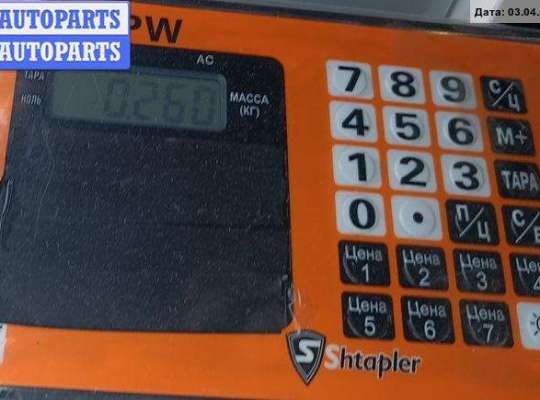 AUTOPARTS
AUTOPARTS
Дата: 03.04.
PW
AC
ТАРА
НОЛЬ
0260
МАССА
(КГ)
7 8 9 С/Ц
4 5 6 М+
1 2 3 ТАРА
0 • П/Ц
Цена 1 Цена 2 Цена 3
Цена 5 Цена 6 Цена 7
Shtapler